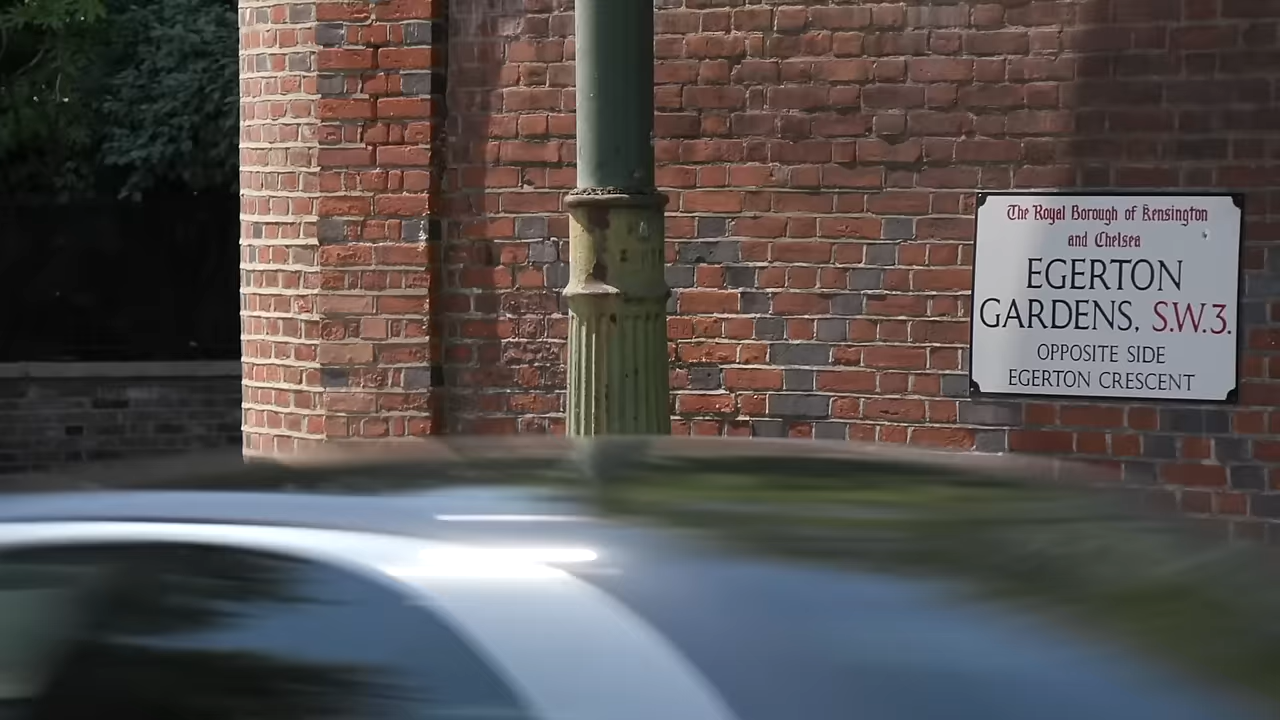 The Royal Borough of Kensington
and Chelsea
EGERTON
GARDENS, S.W.3.
OPPOSITE SIDE
EGERTON CRESCENT